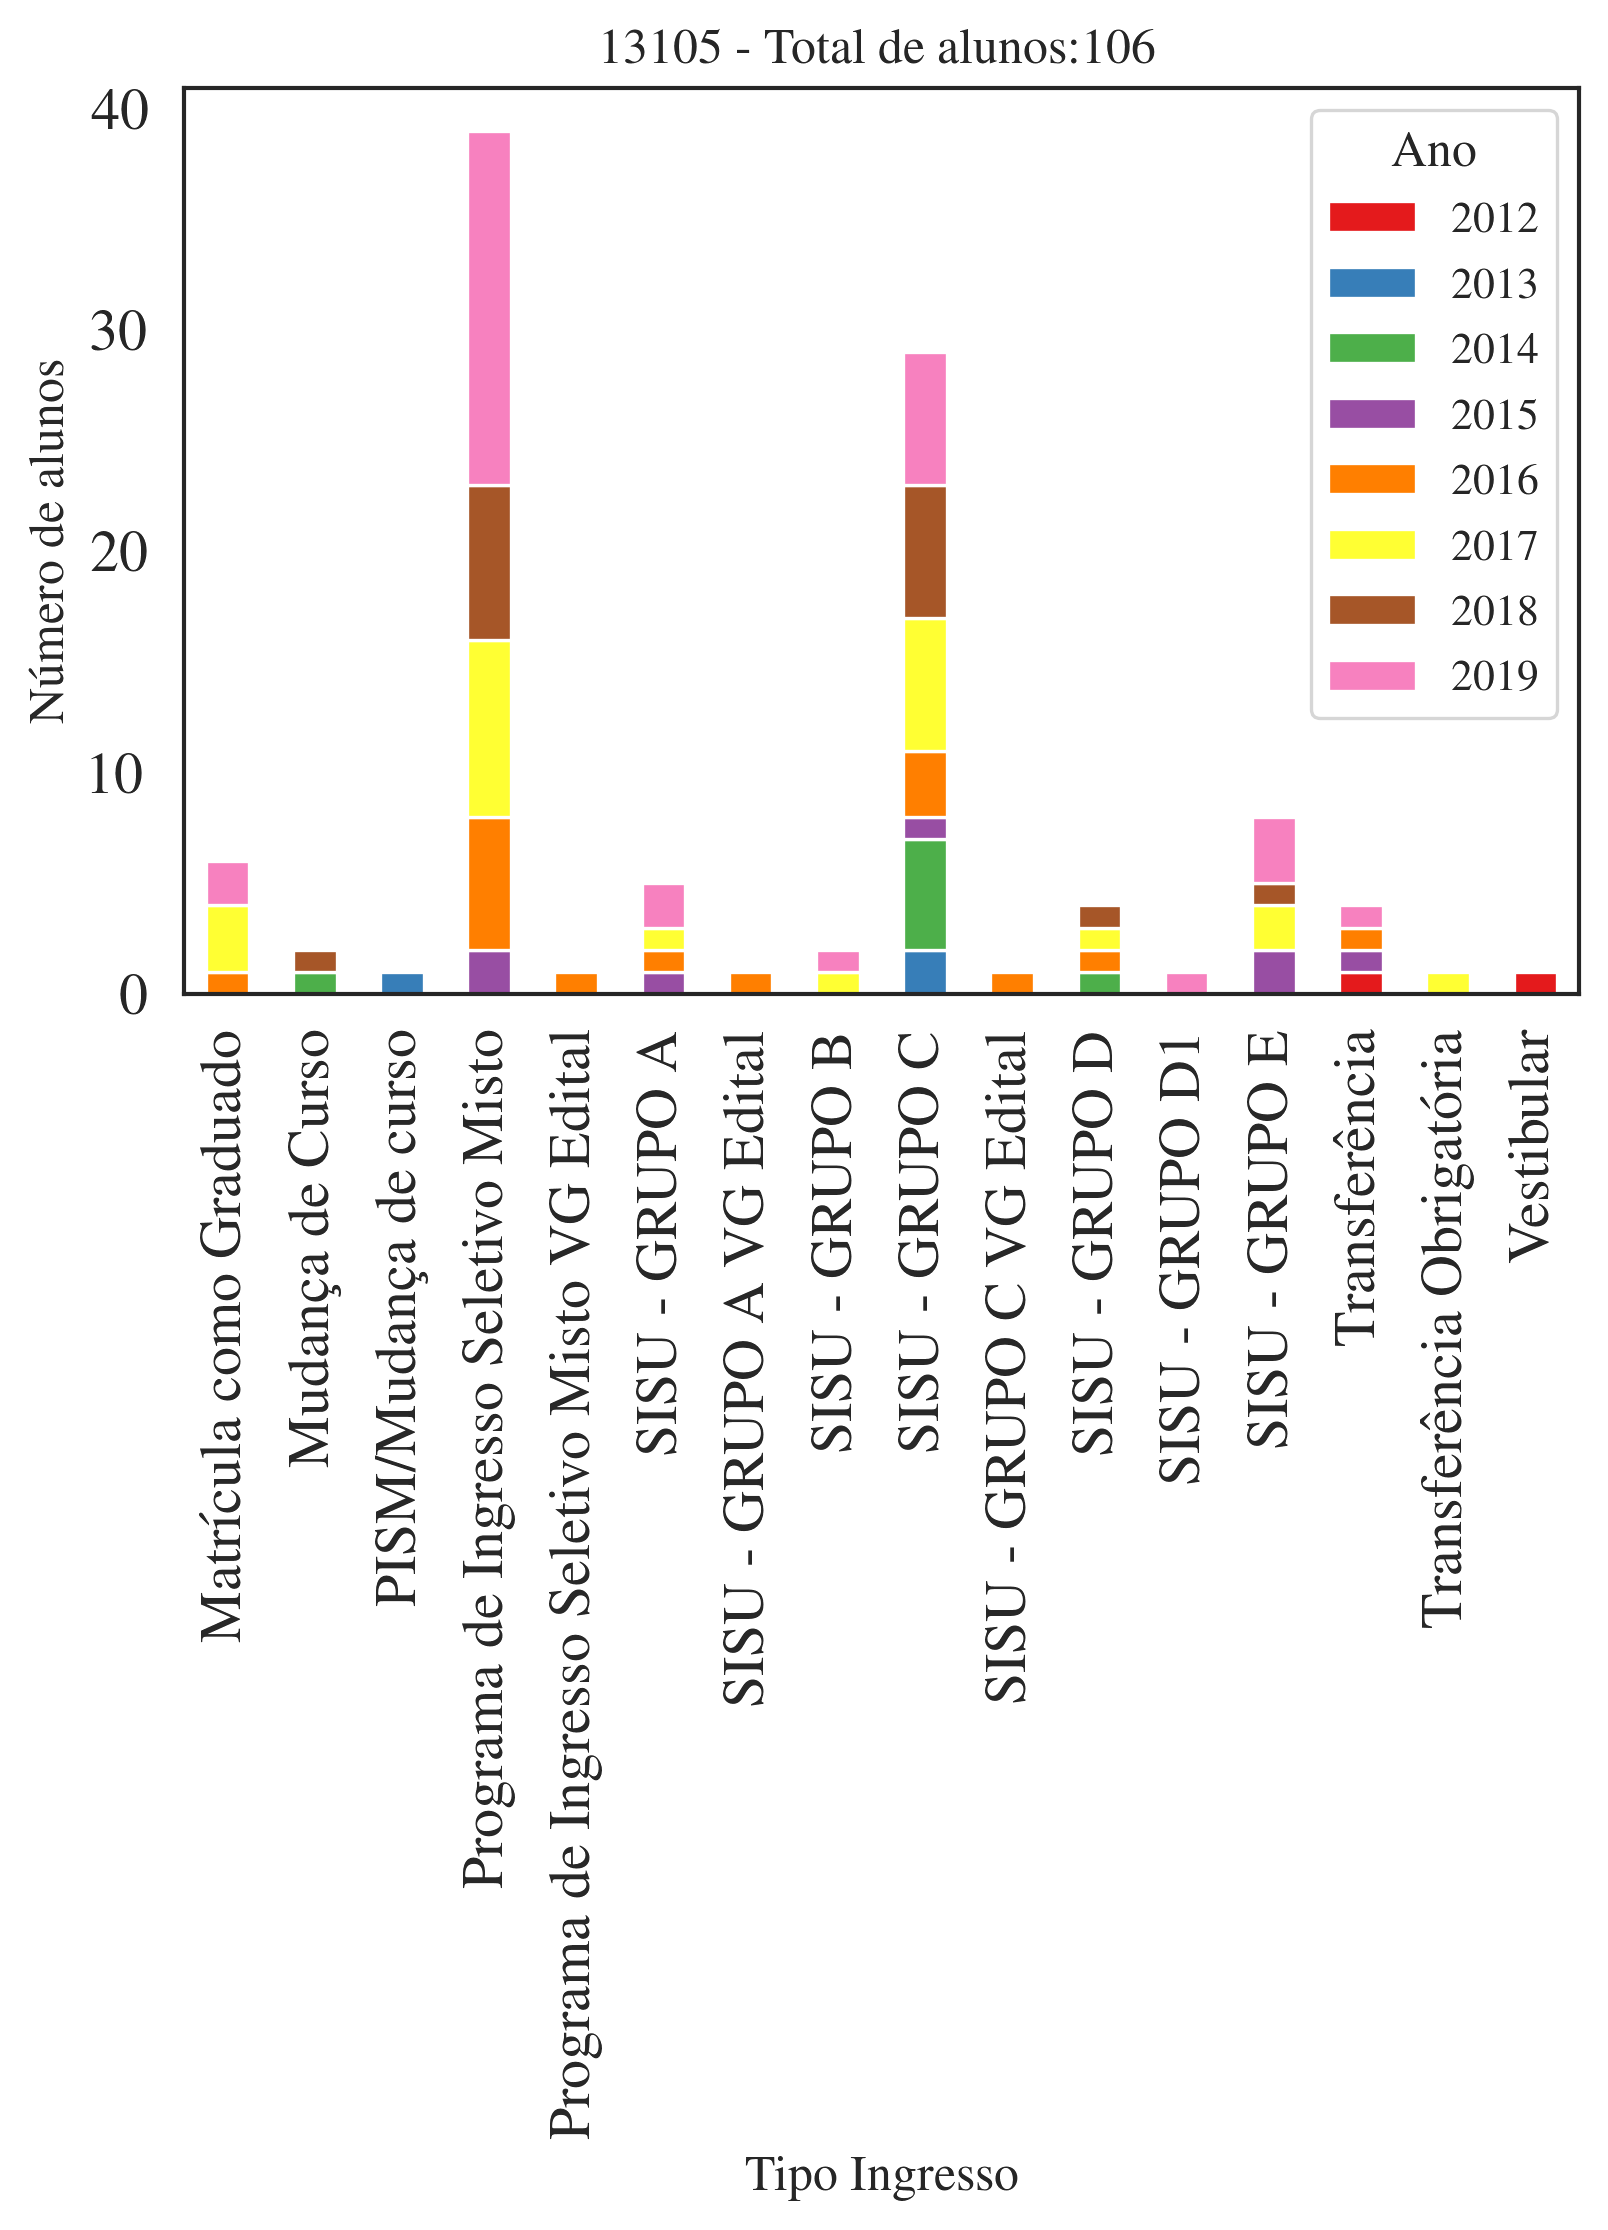 13105 - Total de alunos:106
Número de alunos
40
30
20
10
0
Ano
2012
2013
2014
2015
2016
2017
2018
2019
Matrícula como Graduado
Mudança de Curso
PISM/Mudança de curso
Programa de Ingresso Seletivo Misto
Programa de Ingresso Seletivo Misto VG Edital
SISU - GRUPO A
SISU - GRUPO A VG Edital
SISU - GRUPO B
SISU - GRUPO C
SISU - GRUPO C VG Edital
SISU - GRUPO D
SISU - GRUPO D1
SISU - GRUPO E
Transferência
Transferência Obrigatória
Vestibular
Tipo Ingresso